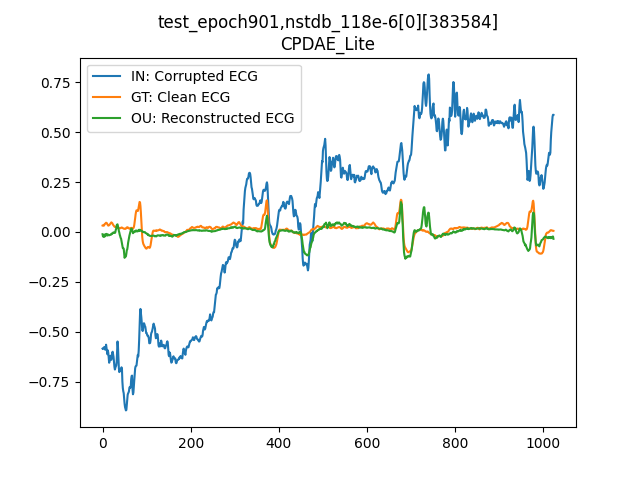 test_epoch901,nstdb_118e-6[0][383584]
CPDAE_Lite
IN: Corrupted ECG
GT: Clean ECG
OU: Reconstructed ECG
0.75
0.50
0.25
0.00
−0.25
−0.50
−0.75
0 200 400 600 800 1000